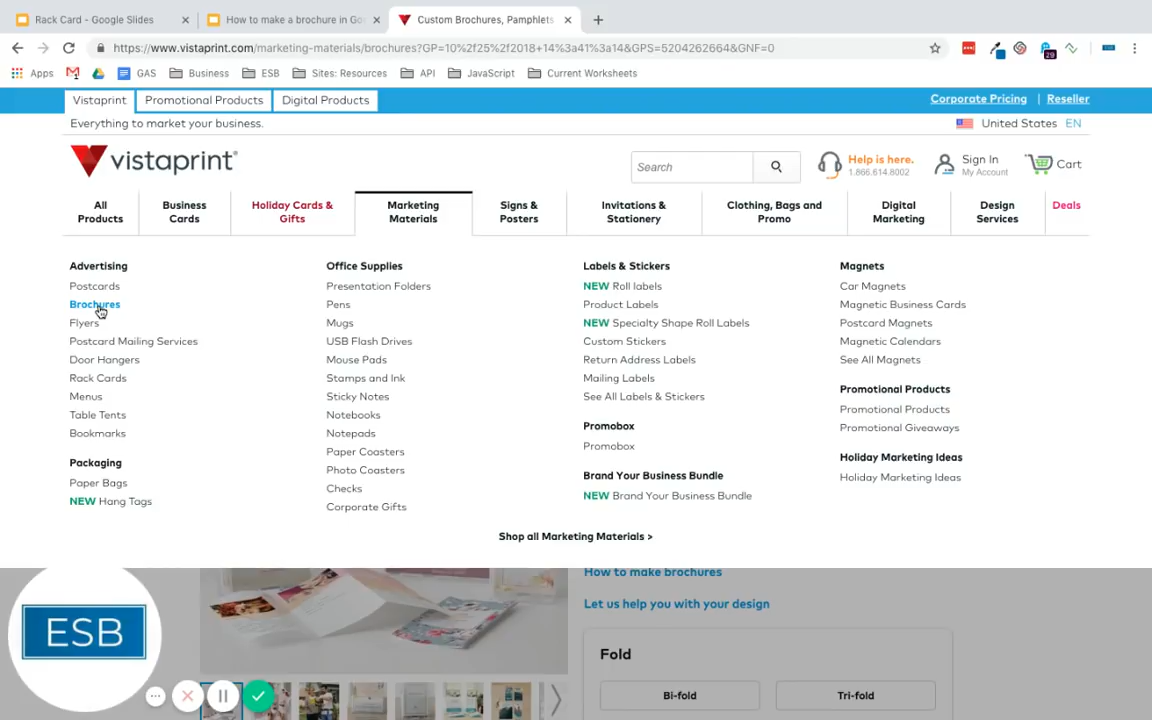 Rack Card - Google Slides
How to make a brochure in Go
Custom Brochures, Pamphlets
https://www.vistaprint.com/marketing-materials/brochures?GP=10%2f25%2f2018+14%3a41%3a14&GPS=5204262664&GNF=0
29
Apps
GAS
Business
ESB
Sites: Resources
API
JavaScript
Current Worksheets
Vistaprint
Promotional Products
Digital Products
Corporate Pricing | Reseller
Everything to market your business.
United States EN
vistaprint
Search
Help is here.
1.866.614.8002
Sign In
My Account
Cart
All Products
Business Cards
Holiday Cards & Gifts
Marketing Materials
Signs & Posters
Invitations & Stationery
Clothing, Bags and Promo
Digital Marketing
Design Services
Deals
Advertising
Postcards
Brochures
Flyers
Postcard Mailing Services
Door Hangers
Rack Cards
Menus
Table Tents
Bookmarks
Packaging
Paper Bags
NEW Hang Tags
Office Supplies
Presentation Folders
Pens
Mugs
USB Flash Drives
Mouse Pads
Stamps and Ink
Sticky Notes
Notebooks
Notepads
Paper Coasters
Photo Coasters
Checks
Corporate Gifts
Labels & Stickers
NEW Roll labels
Product Labels
NEW Specialty Shape Roll Labels
Custom Stickers
Return Address Labels
Mailing Labels
See All Labels & Stickers
Promobox
Promobox
Brand Your Business Bundle
NEW Brand Your Business Bundle
Magnets
Car Magnets
Magnetic Business Cards
Postcard Magnets
Magnetic Calendars
See All Magnets
Promotional Products
Promotional Products
Promotional Giveaways
Holiday Marketing Ideas
Holiday Marketing Ideas
Shop all Marketing Materials >
How to make brochures
Let us help you with your design
Fold
Bi-fold
Tri-fold
ESB